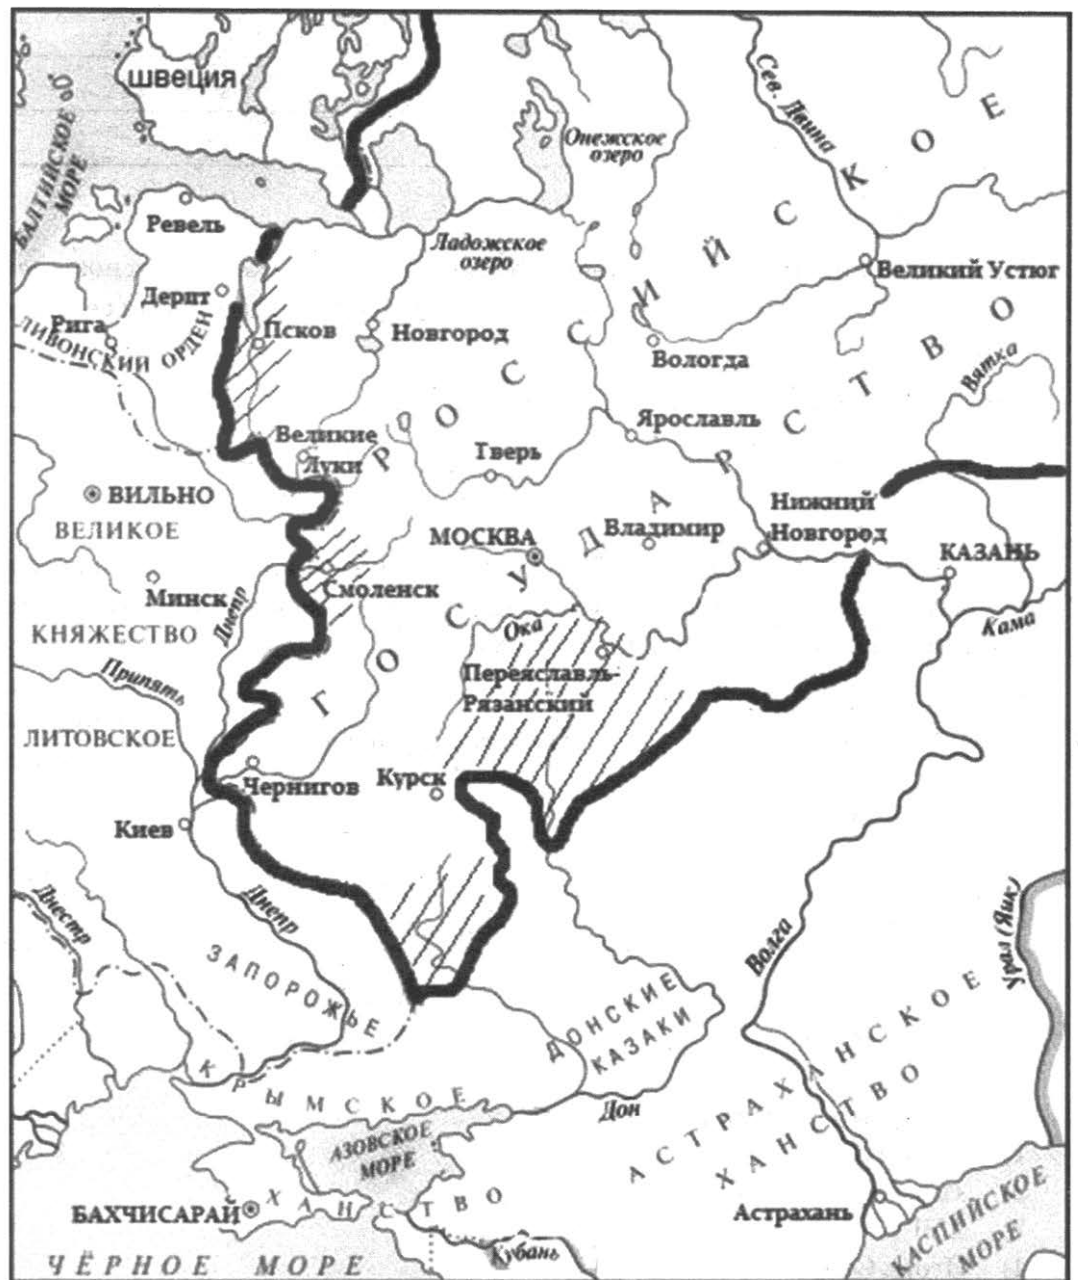 ШВЕЦИЯ
БАЛТИЙСКОЕ
МОРЕ
Онежское
озеро
Сев. Двина
Ревель
Ладожское
озеро
Великий Устюг
Дерпт
Рига
ЛИВОНСКИЙ ОРДЕН
Псков
Новгород
Вологда
Вятка
РОССИЙСКОЕ
ГОСУДАРСТВО
Великие
Луки
Тверь
Ярославль
ВИЛЬНО
ВЕЛИКОЕ
КНЯЖЕСТВО
ЛИТОВСКОЕ
МОСКВА
Владимир
Нижний
Новгород
КАЗАНЬ
Минск
Днепр
Смоленск
Ока
Кама
Припять
Переяславль-
Рязанский
Чернигов
Курск
Киев
Днестр
Днепр
ЗАПОРОЖЬЕ
Волга
Урал (Яик)
ДОНСКИЕ
КАЗАКИ
Дон
КРЫМСКОЕ
ХАНСТВО
АЗОВСКОЕ
МОРЕ
АСТРАХАНСКОЕ
ХАНСТВО
БАХЧИСАРАЙ
Астрахань
КАСПИЙСКОЕ
МОРЕ
ЧЁРНОЕ МОРЕ
Кубань